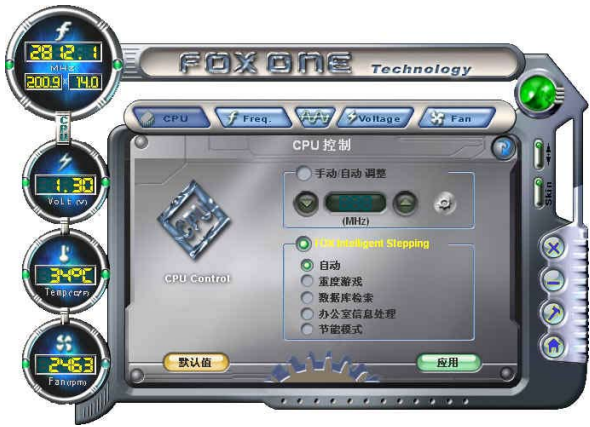 f
2812.1
MHZ
200.9 x 14.0
CPU
1.30
Volt (v)
34°C
Temp(c/F)
2463
Fan(rpm)
FOX ONE Technology
CPU
Freq.
Voltage
Fan
Skin
CPU 控制
手动/自动 调整
(MHz)
CPU Control
FOX Intelligent Stepping
自动
重度游戏
数据库检索
办公室信息处理
节能模式
默认值
应用